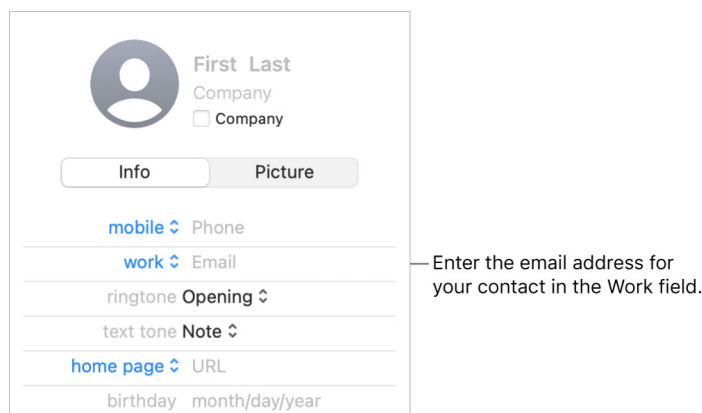 First Last
Company
Company
Info Picture
mobile Phone
work Email
ringtone Opening
text tone Note
home page URL
birthday month/day/year
Enter the email address for
your contact in the Work field.